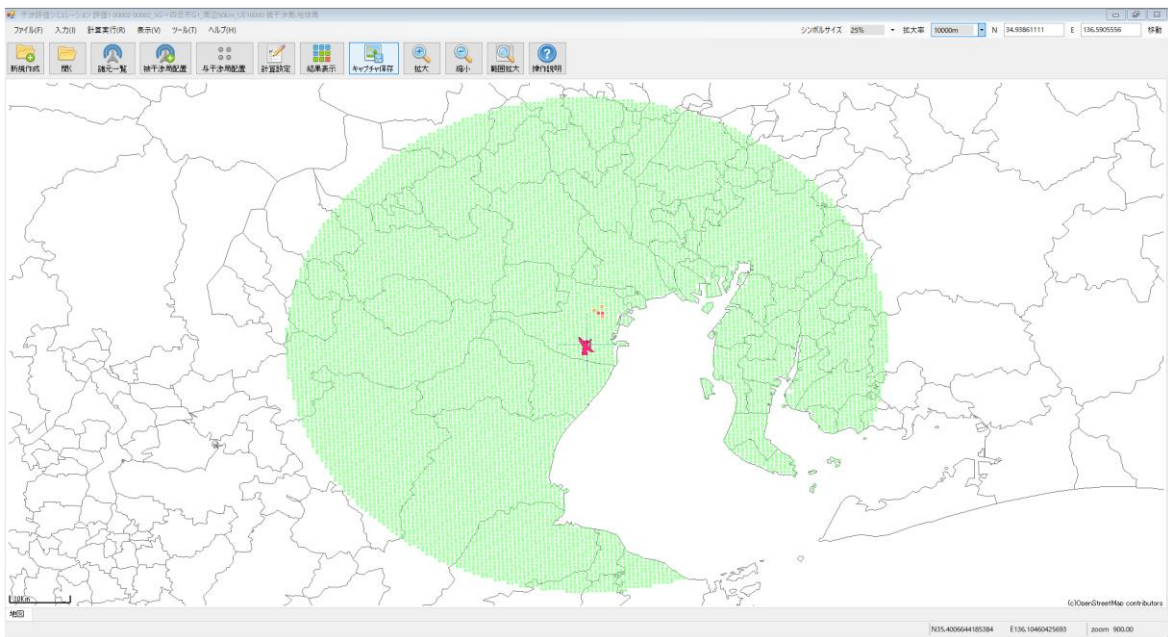 ファイル(F) 入力(I) 計算実行(R) 表示(V) ツール(T) ヘルプ(H)
シンボルサイズ 25% 拡大率 10000m N 34.93861111 E 136.5905556 移動
新規作成 開く 諸元一覧 被干渉局配置 与干渉局配置 計算設定 結果表示 キャプチャ保存 拡大 縮小 範囲拡大 操作説明
10Km
(c)OpenStreetMap contributors
地図
N35.4006644185384 E136.10460425693 zoom 900.00